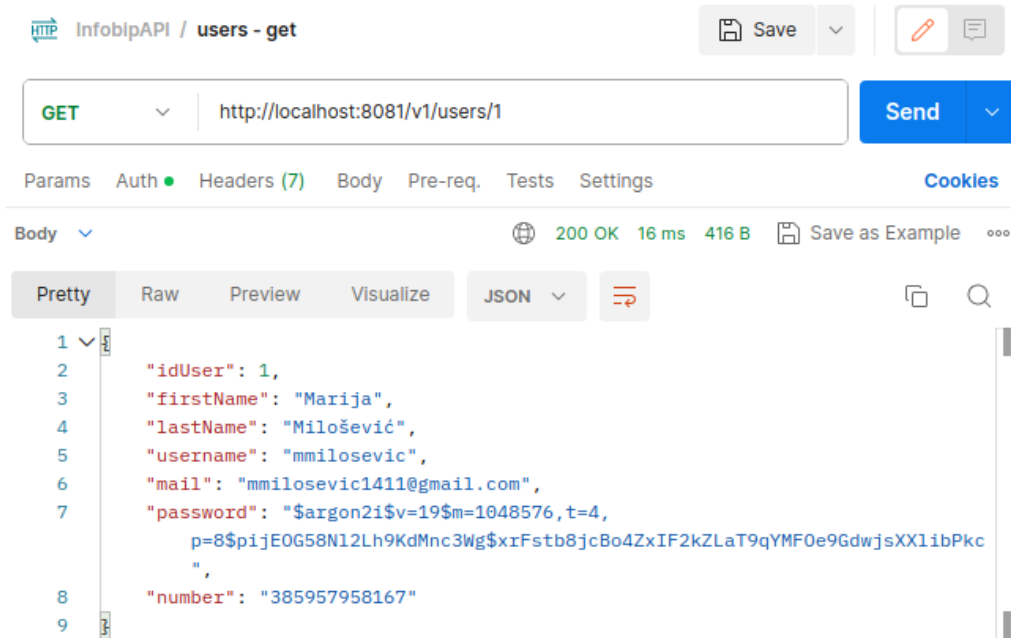 HTTP InfobipAPI / users - get Save
GET http://localhost:8081/v1/users/1 Send
Params Auth Headers (7) Body Pre-req. Tests Settings Cookies
Body 200 OK 16 ms 416 B Save as Example
Pretty Raw Preview Visualize JSON
1 {
2 "idUser": 1,
3 "firstName": "Marija",
4 "lastName": "Milošević",
5 "username": "mmilosevic",
6 "mail": "mmilosevic1411@gmail.com",
7 "password": "$argon2i$v=19$m=1048576,t=4,
p=8$pijEOG58Nl2Lh9KdMnc3Wg$xrFstb8jcBo4ZxIF2kZLaT9qYMFOe9GdwjsXXlibPkc
",
8 "number": "385957958167"
9 }